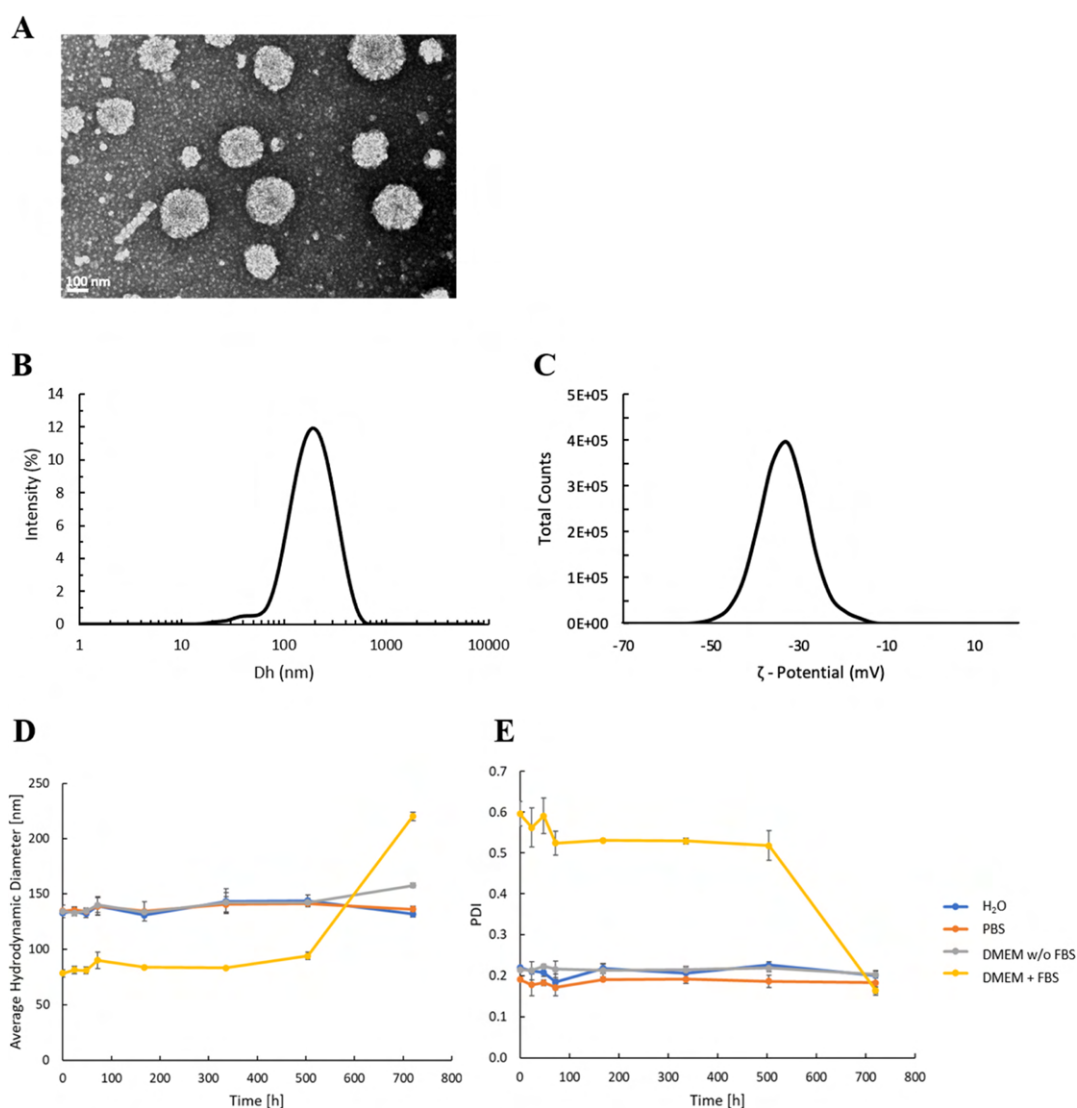 A
100 nm
B
14
12
10
8
6
4
2
0
Intensity (%)
1
10
100
1000
10000
Dh (nm)
C
5E+05
4E+05
3E+05
2E+05
1E+05
0E+00
Total Counts
-70
-50
-30
-10
10
ζ - Potential (mV)
D
250
200
150
100
50
0
Average Hydrodynamic Diameter [nm]
0
100
200
300
400
500
600
700
800
Time [h]
E
PDI
0.7
0.6
0.5
0.4
0.3
0.2
0.1
0.0
0
100
200
300
400
500
600
700
800
Time [h]
H₂O
PBS
DMEM w/o FBS
DMEM + FBS